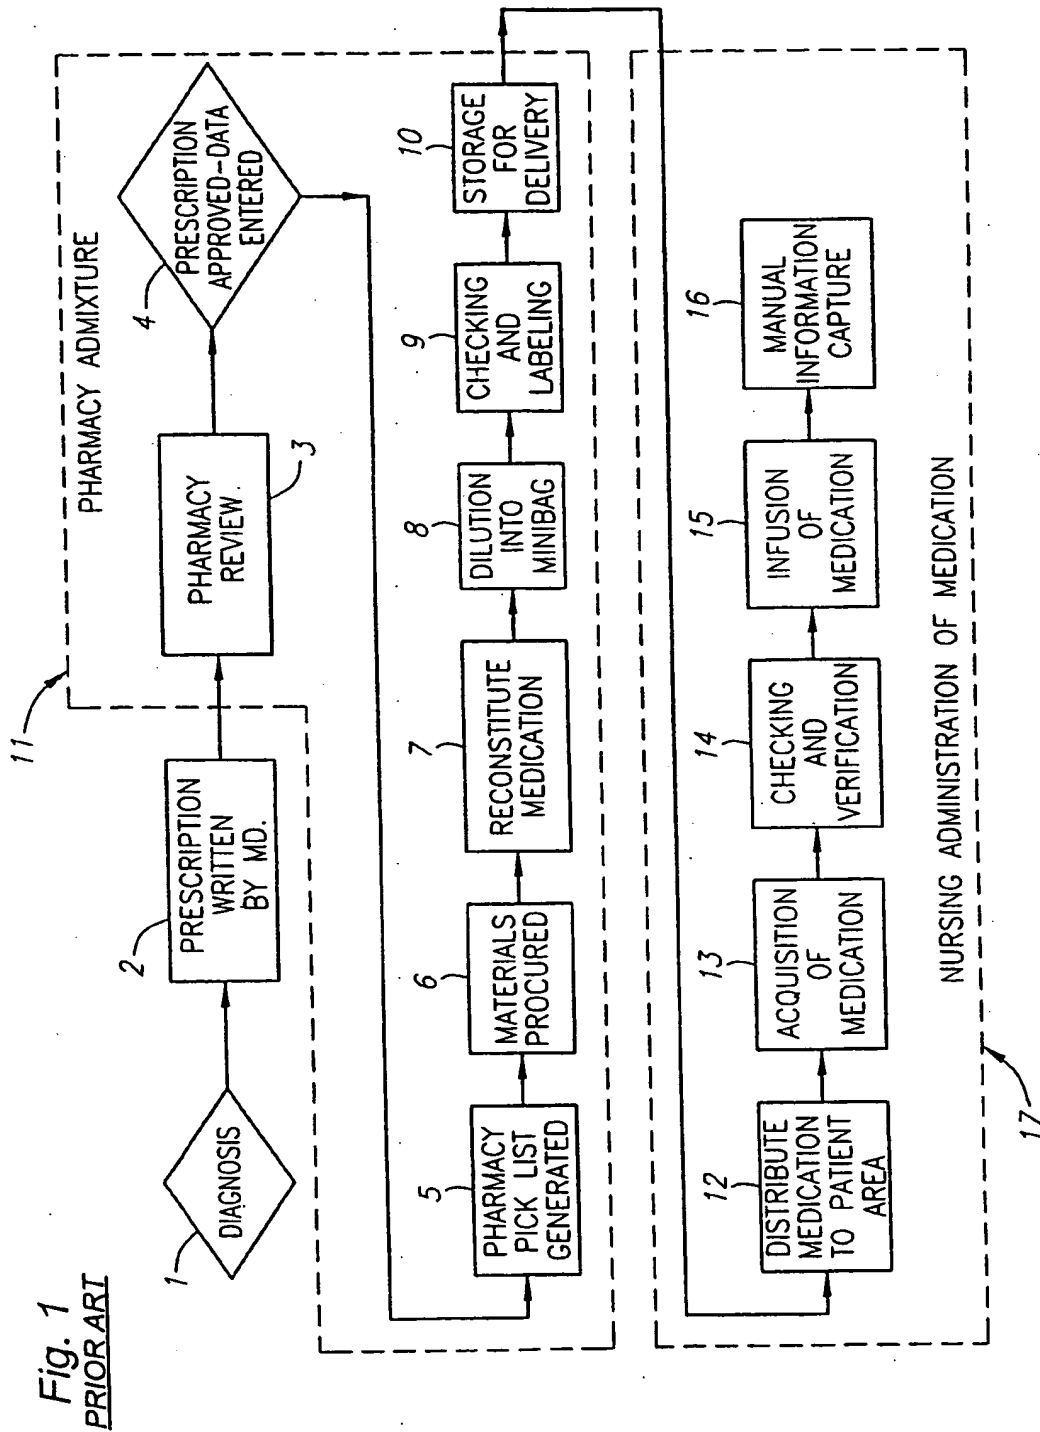 Fig. 1
PRIOR ART
1
DIAGNOSIS
2
PRESCRIPTION
WRITTEN
BY MD.
11
PHARMACY ADMIXTURE
3
PHARMACY
REVIEW.
4
PRESCRIPTION
APPROVED-DATA
ENTERED
5
PHARMACY
PICK LIST
GENERATED
6
MATERIALS
PROCURED
7
RECONSTITUTE
MEDICATION
8
DILUTION
INTO
MINIBAG
9
CHECKING
AND
LABELING
10
STORAGE
FOR
DELIVERY
12
DISTRIBUTE
MEDICATION
TO PATIENT
AREA
13
ACQUISITION
OF
MEDICATION
14
CHECKING
AND
VERIFICATION
15
INFUSION
OF
MEDICATION
16
MANUAL
INFORMATION
CAPTURE
NURSING ADMINISTRATION OF MEDICATION
17